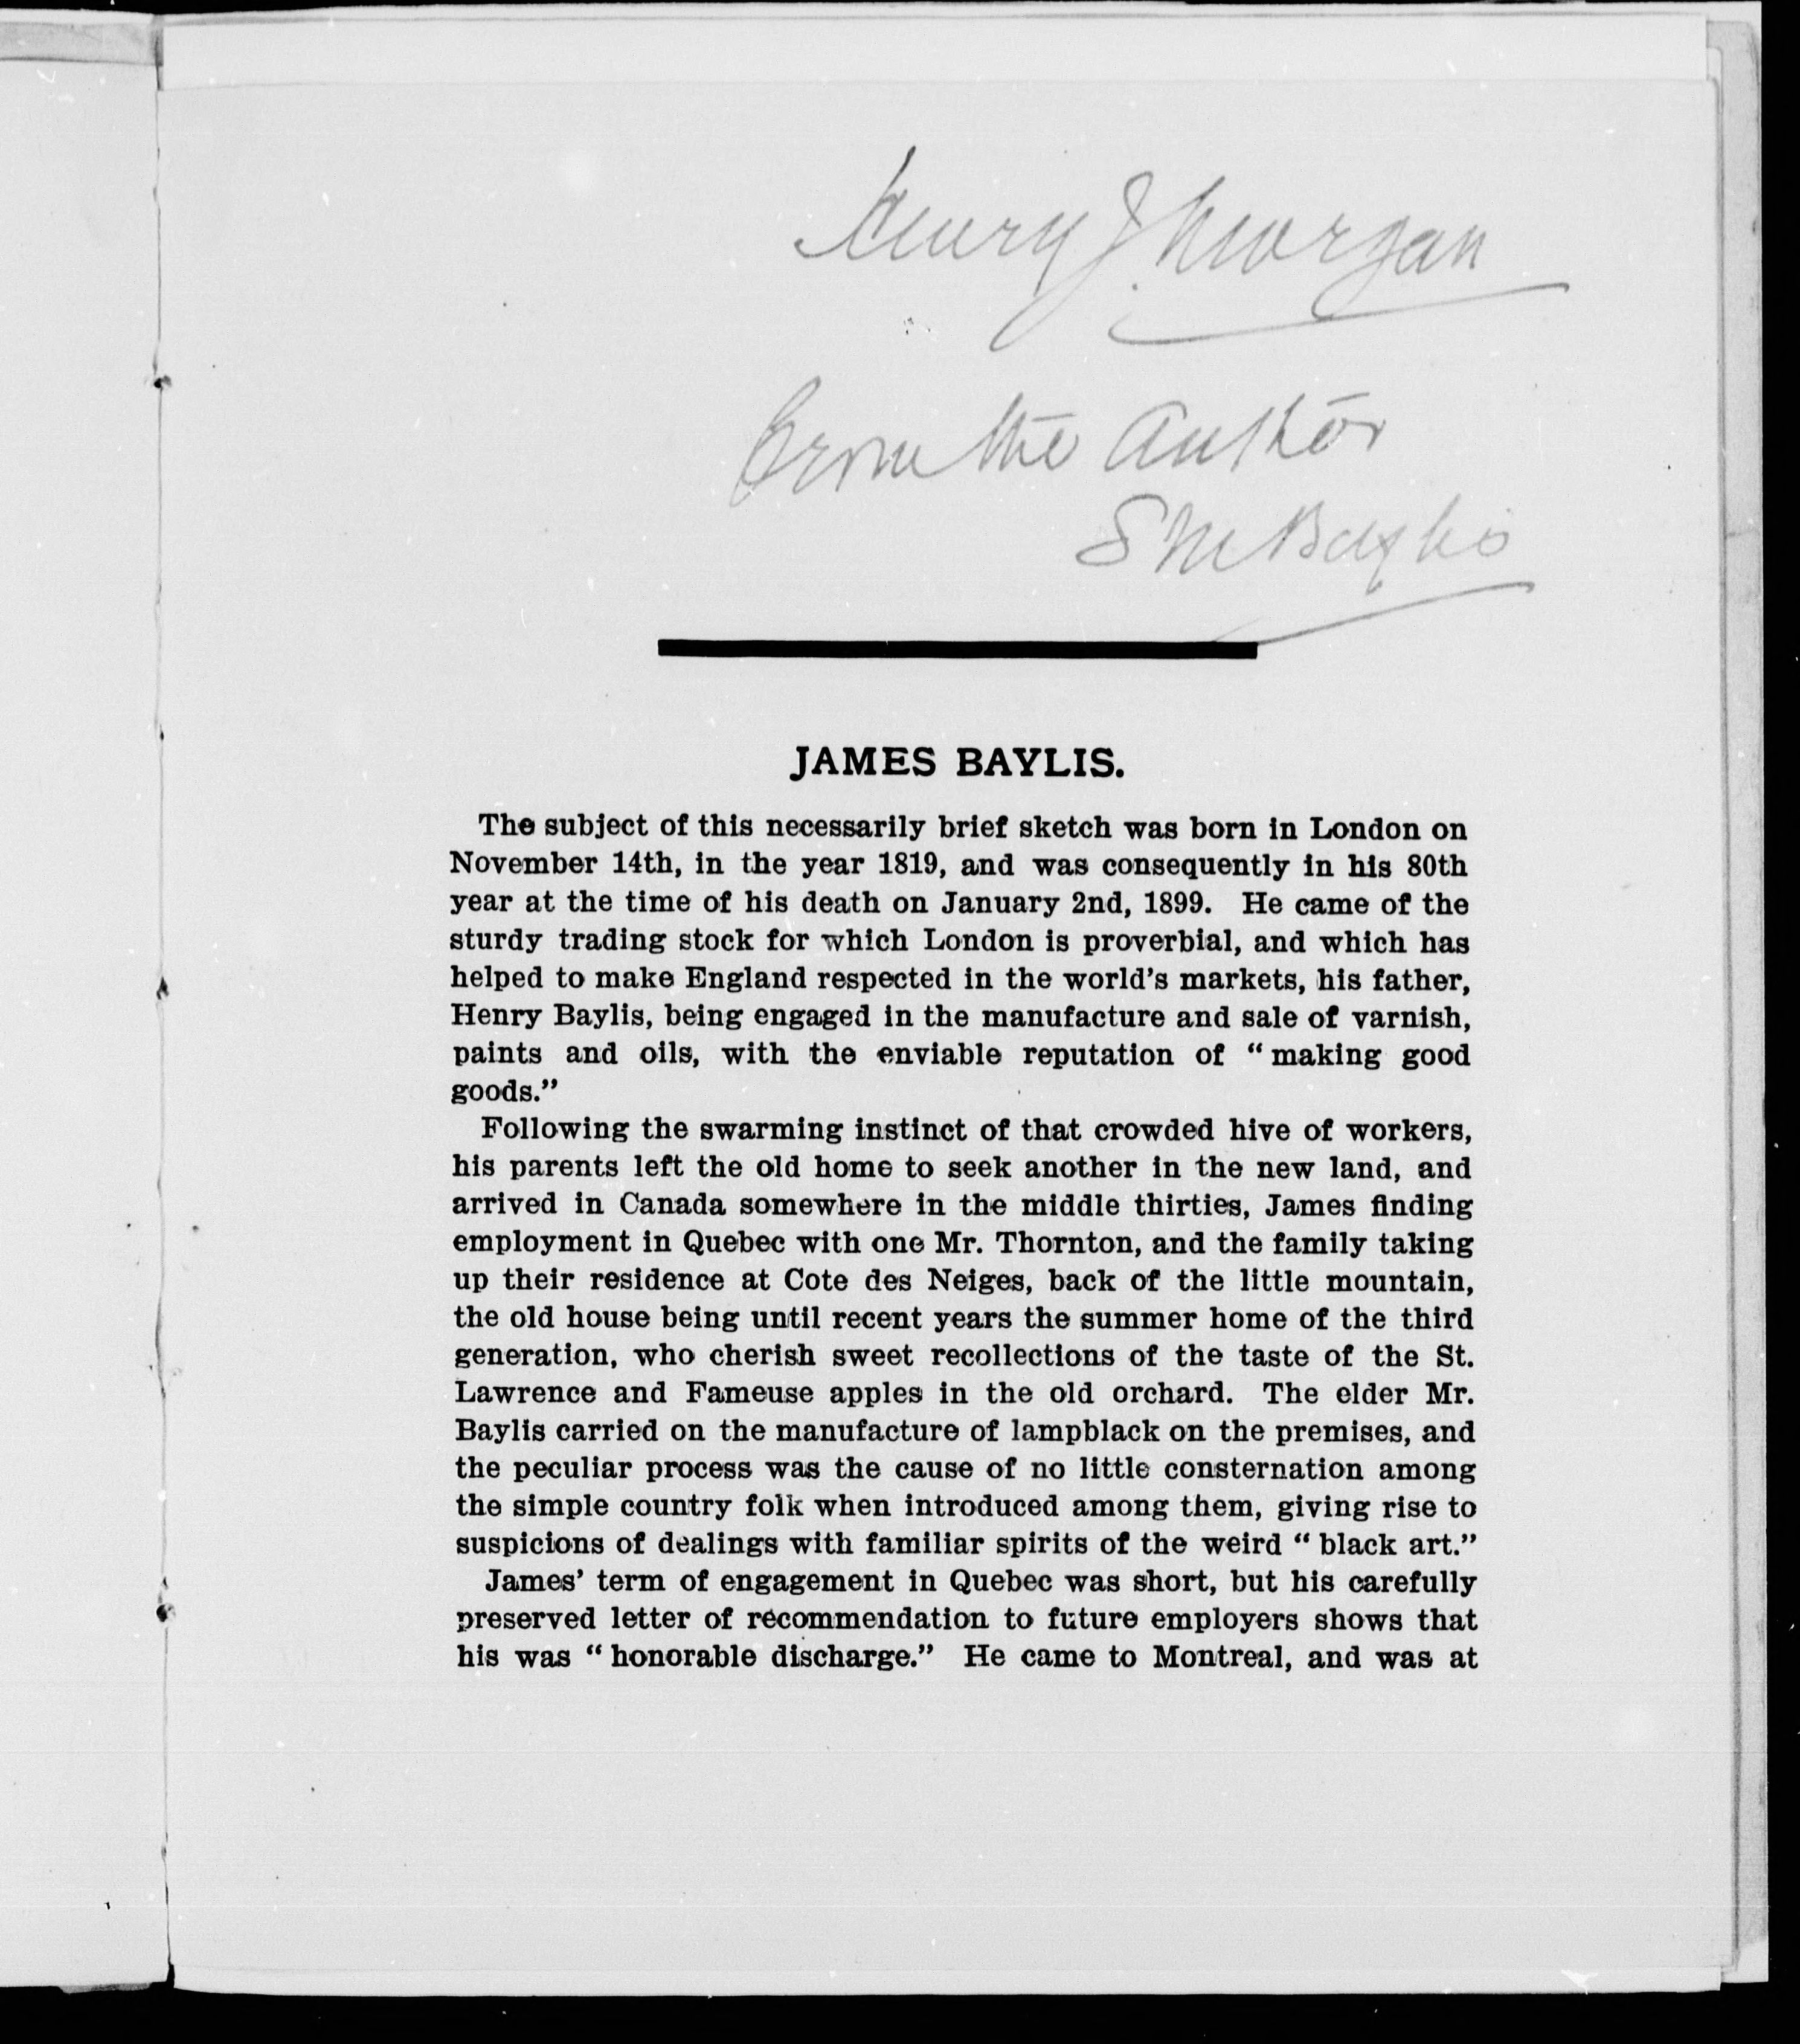 Henry J Morgan
From the Author
S M Baylis
JAMES BAYLIS.
The subject of this necessarily brief sketch was born in London on
November 14th, in the year 1819, and was consequently in his 80th
year at the time of his death on January 2nd, 1899. He came of the
sturdy trading stock for which London is proverbial, and which has
helped to make England respected in the world's markets, his father,
Henry Baylis, being engaged in the manufacture and sale of varnish,
paints and oils, with the enviable reputation of “ making good
goods.”
Following the swarming instinct of that crowded hive of workers,
his parents left the old home to seek another in the new land, and
arrived in Canada somewhere in the middle thirties, James finding
employment in Quebec with one Mr. Thornton, and the family taking
up their residence at Cote des Neiges, back of the little mountain,
the old house being until recent years the summer home of the third
generation, who cherish sweet recollections of the taste of the St.
Lawrence and Fameuse apples in the old orchard. The elder Mr.
Baylis carried on the manufacture of lampblack on the premises, and
the peculiar process was the cause of no little consternation among
the simple country folk when introduced among them, giving rise to
suspicions of dealings with familiar spirits of the weird “ black art.”
James’ term of engagement in Quebec was short, but his carefully
preserved letter of recommendation to future employers shows that
his was “ honorable discharge.” He came to Montreal, and was at